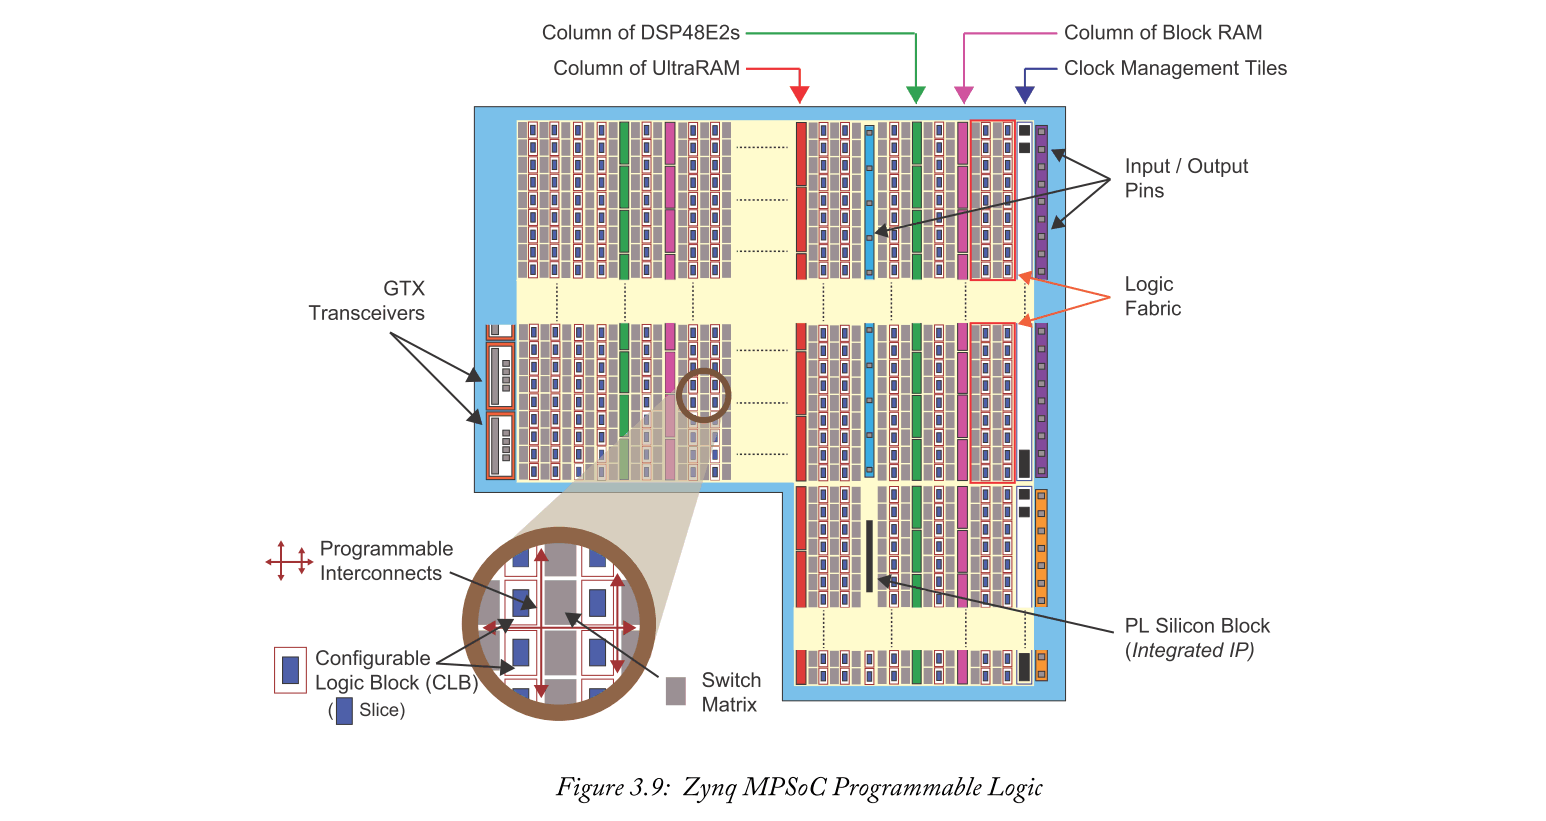 Column of DSP48E2s
Column of Block RAM
Column of UltraRAM
Clock Management Tiles
Input / Output
Pins
GTX
Transceivers
Logic
Fabric
Programmable
Interconnects
Configurable
Logic Block (CLB)
( Slice)
Switch
Matrix
PL Silicon Block
(Integrated IP)
Figure 3.9: Zynq MPSoC Programmable Logic